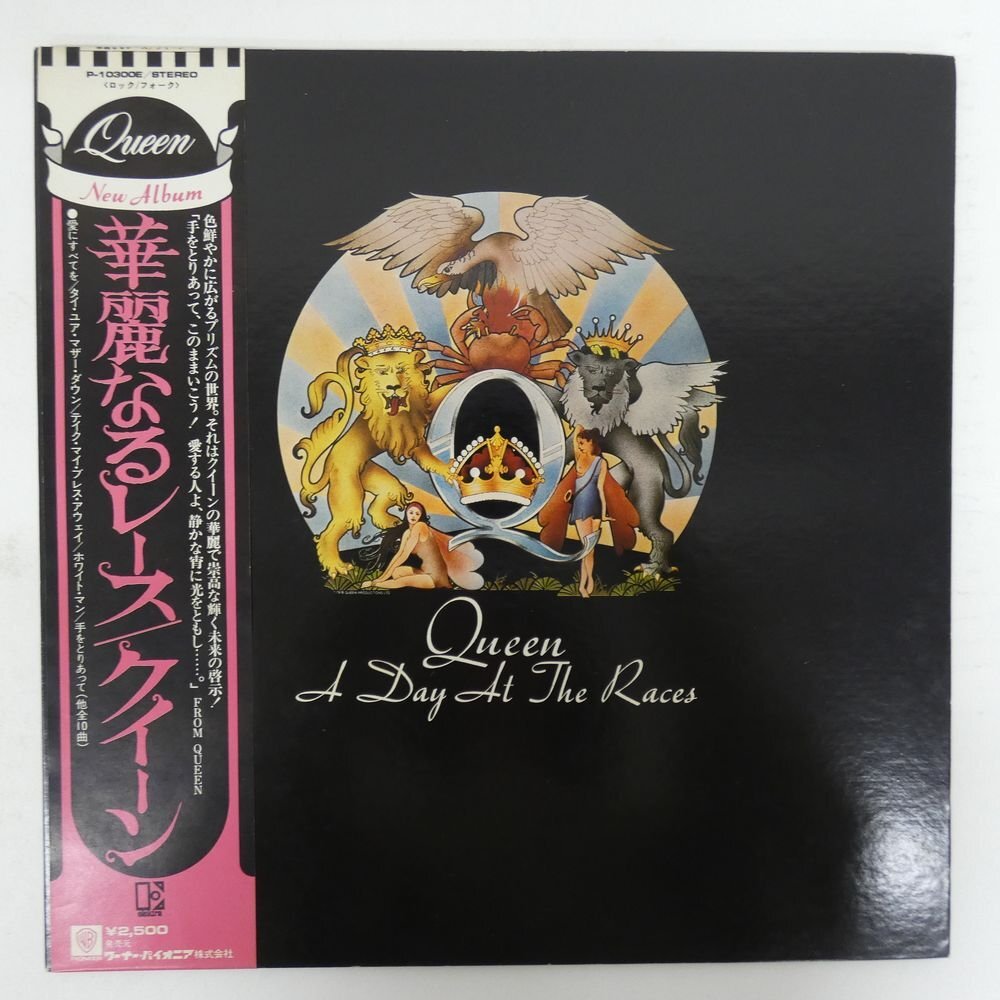 P-10300E/STEREO
〈ロック/フォーク〉
Queen
New Album
華麗なるレース/クイーン
色鮮やかに広がるプリズムの世界。それはクイーンの華麗で崇高な輝く未来の啓示!
「手をとりあって、このままいこう! 愛する人よ、静かな宵に光をともし……。」 FROM QUEEN
●愛にすべてを/タイ・ユア・マザー・ダウン/テイク・マイ・ブレス・アウェイ/ホワイト・マン/手をとりあって(他全10曲)
elektra
¥2,500
発売元
ワーナー・パイオニア株式会社
PIONEER
Queen
A Day At The Races